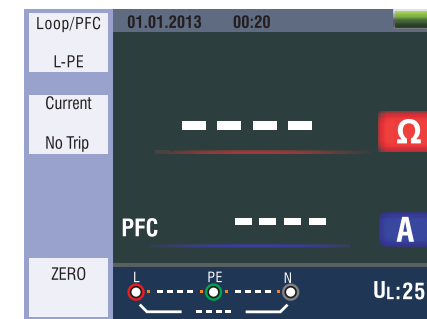 Loop/PFC
L-PE
Current
No Trip
ZERO
01.01.2013 00:20
---- Ω
PFC ---- A
L PE N
---- ----
----
UL:25